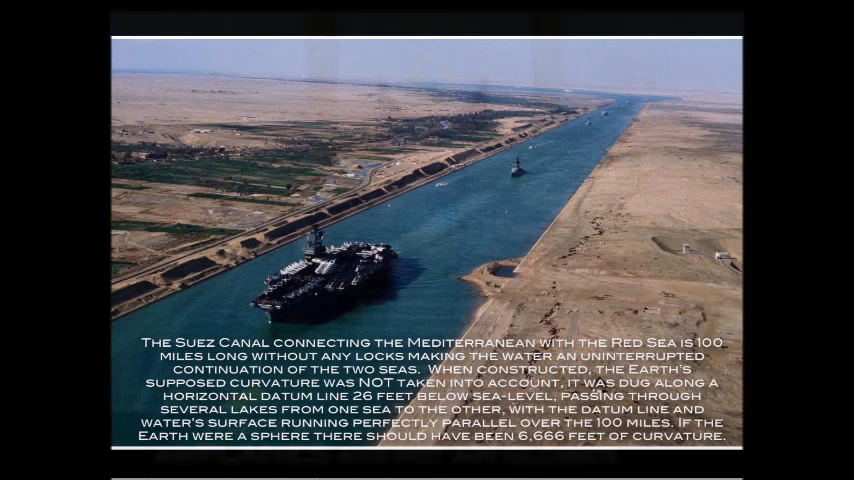 The Suez Canal connecting the Mediterranean with the Red Sea is 100
miles long without any locks making the water an uninterrupted
continuation of the two seas. When constructed, the Earth's
supposed curvature was NOT taken into account, it was dug along a
horizontal datum line 26 feet below sea-level, passing through
several lakes from one sea to the other, with the datum line and
water's surface running perfectly parallel over the 100 miles. If the
Earth were a sphere there should have been 6,666 feet of curvature.